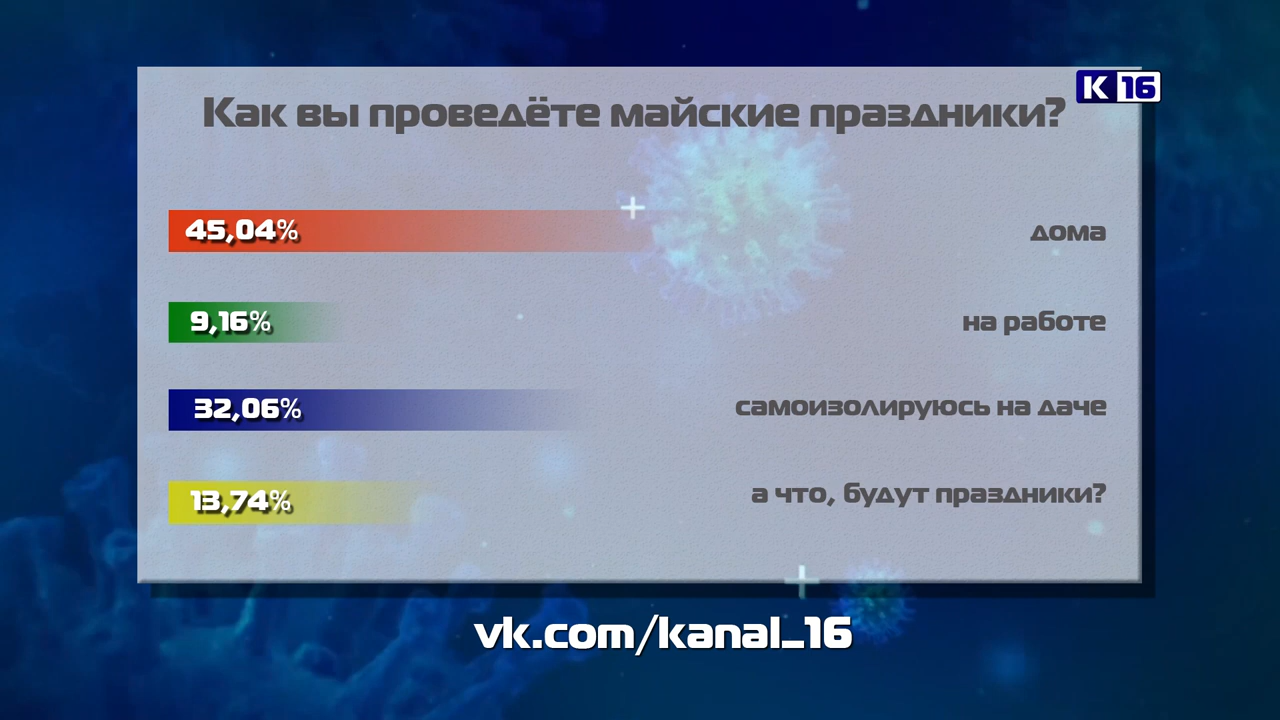 К 16
Как вы проведёте майские праздники?
45,04% дома
9,16% на работе
32,06% самоизолируюсь на даче
13,74% а что, будут праздники?
vk.com/kanal_16